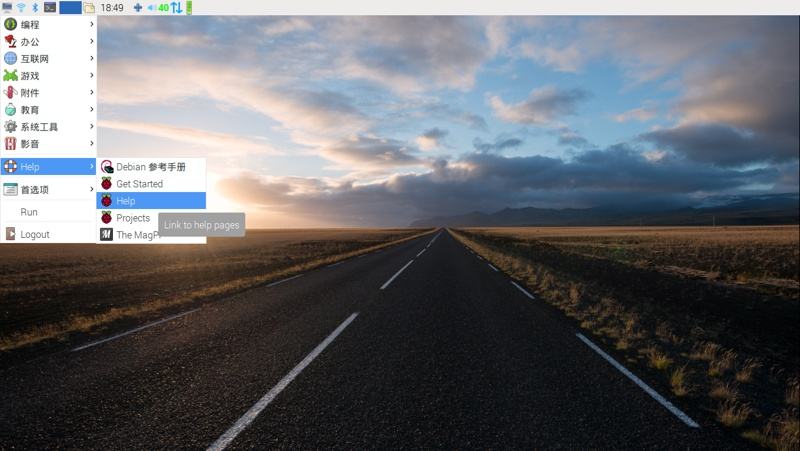 18:49
40
编程
办公
互联网
游戏
附件
教育
系统工具
影音
Help
首选项
Run
Logout
Debian 参考手册
Get Started
Help
Projects
The MagPi
Link to help pages